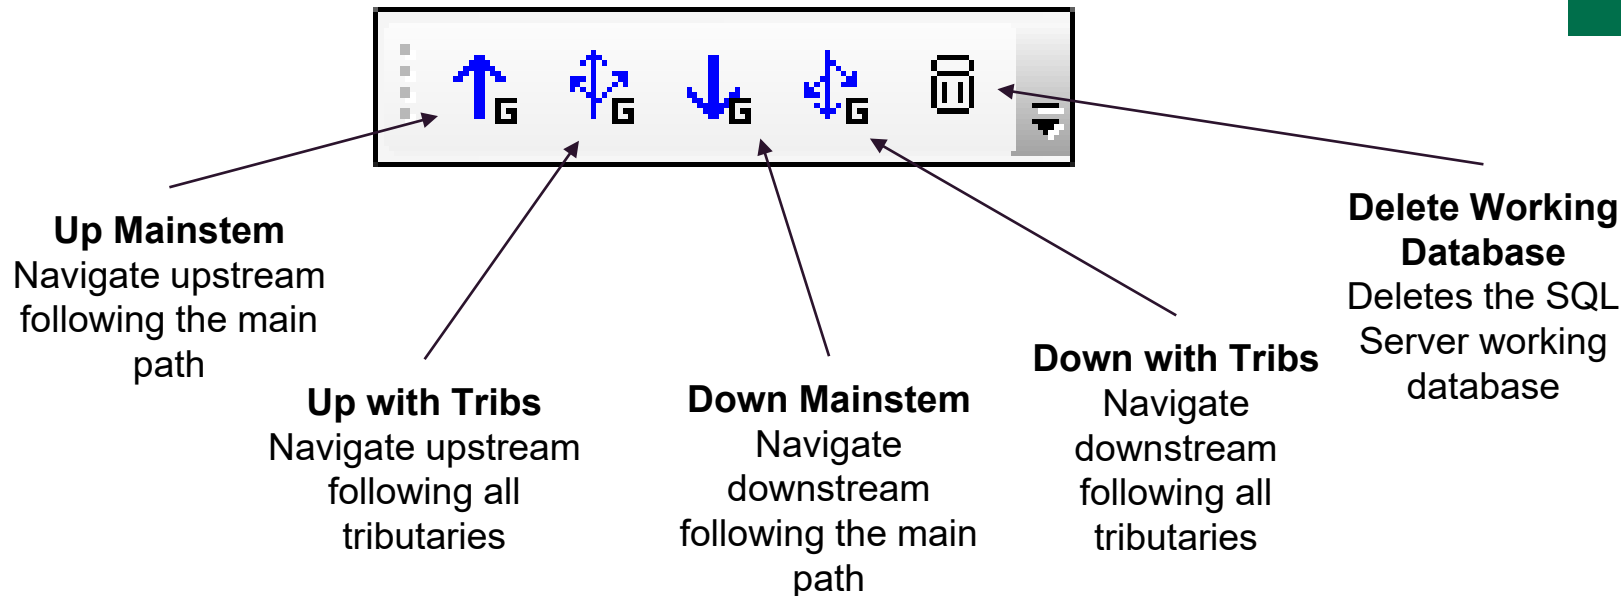 G G G G
Up Mainstem
Navigate upstream
following the main
path
Up with Tribs
Navigate upstream
following all
tributaries
Down Mainstem
Navigate
downstream
following the main
path
Down with Tribs
Navigate
downstream
following all
tributaries
Delete Working
Database
Deletes the SQL
Server working
database